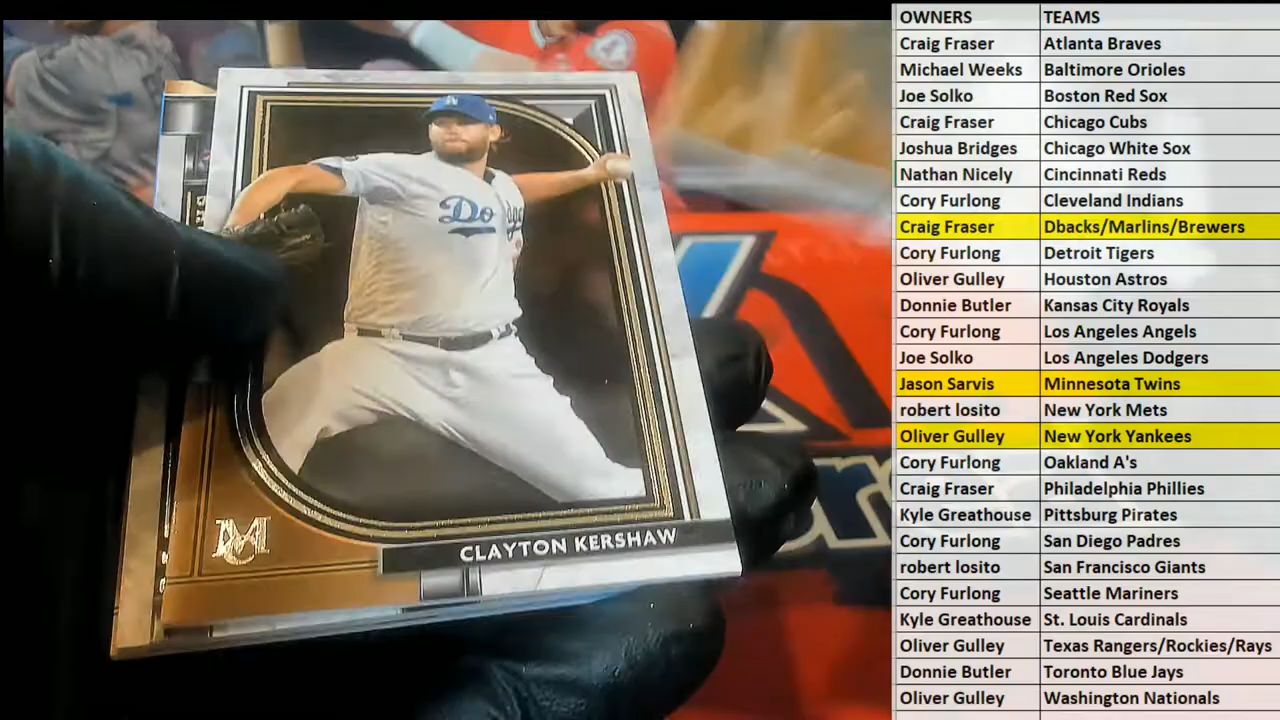 LA
Do
M
CLAYTON KERSHAW
OWNERS TEAMS
Craig Fraser Atlanta Braves
Michael Weeks Baltimore Orioles
Joe Solko Boston Red Sox
Craig Fraser Chicago Cubs
Joshua Bridges Chicago White Sox
Nathan Nicely Cincinnati Reds
Cory Furlong Cleveland Indians
Craig Fraser Dbacks/Marlins/Brewers
Cory Furlong Detroit Tigers
Oliver Gulley Houston Astros
Donnie Butler Kansas City Royals
Cory Furlong Los Angeles Angels
Joe Solko Los Angeles Dodgers
Jason Sarvis Minnesota Twins
robert losito New York Mets
Oliver Gulley New York Yankees
Cory Furlong Oakland A's
Craig Fraser Philadelphia Phillies
Kyle Greathouse Pittsburg Pirates
Cory Furlong San Diego Padres
robert losito San Francisco Giants
Cory Furlong Seattle Mariners
Kyle Greathouse St. Louis Cardinals
Oliver Gulley Texas Rangers/Rockies/Rays
Donnie Butler Toronto Blue Jays
Oliver Gulley Washington Nationals